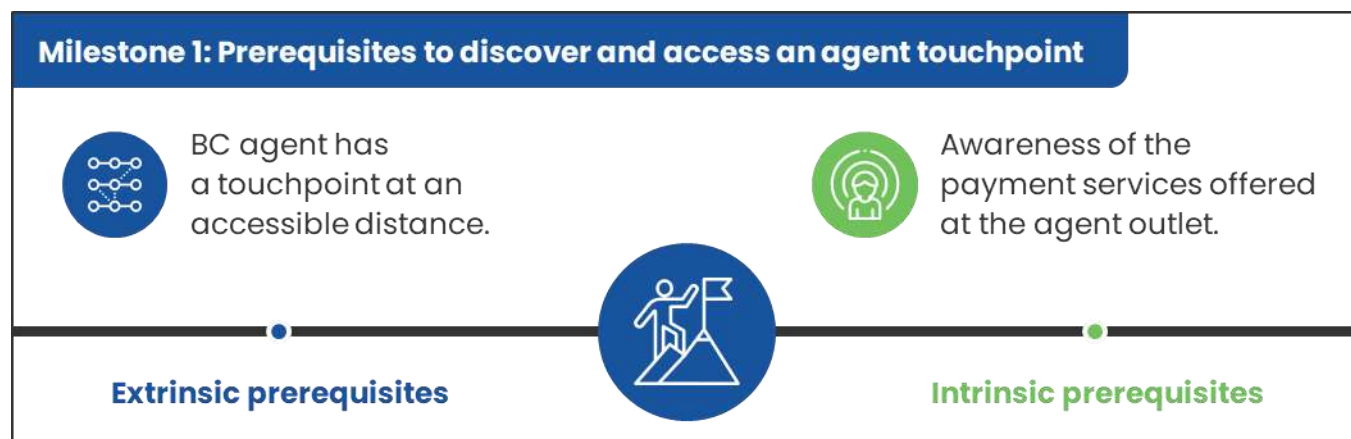 Milestone 1: Prerequisites to discover and access an agent touchpoint
BC agent has
a touchpoint at an
accessible distance.
Awareness of the
payment services offered
at the agent outlet.
Extrinsic prerequisites
Intrinsic prerequisites